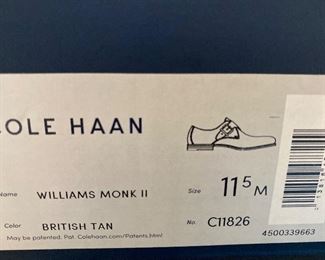 COLE HAAN
Name WILLIAMS MONK II Size 11 5 M
Color BRITISH TAN No. C11826
May be patented. Pat. Colehaan.com/Patents.html 4500339663